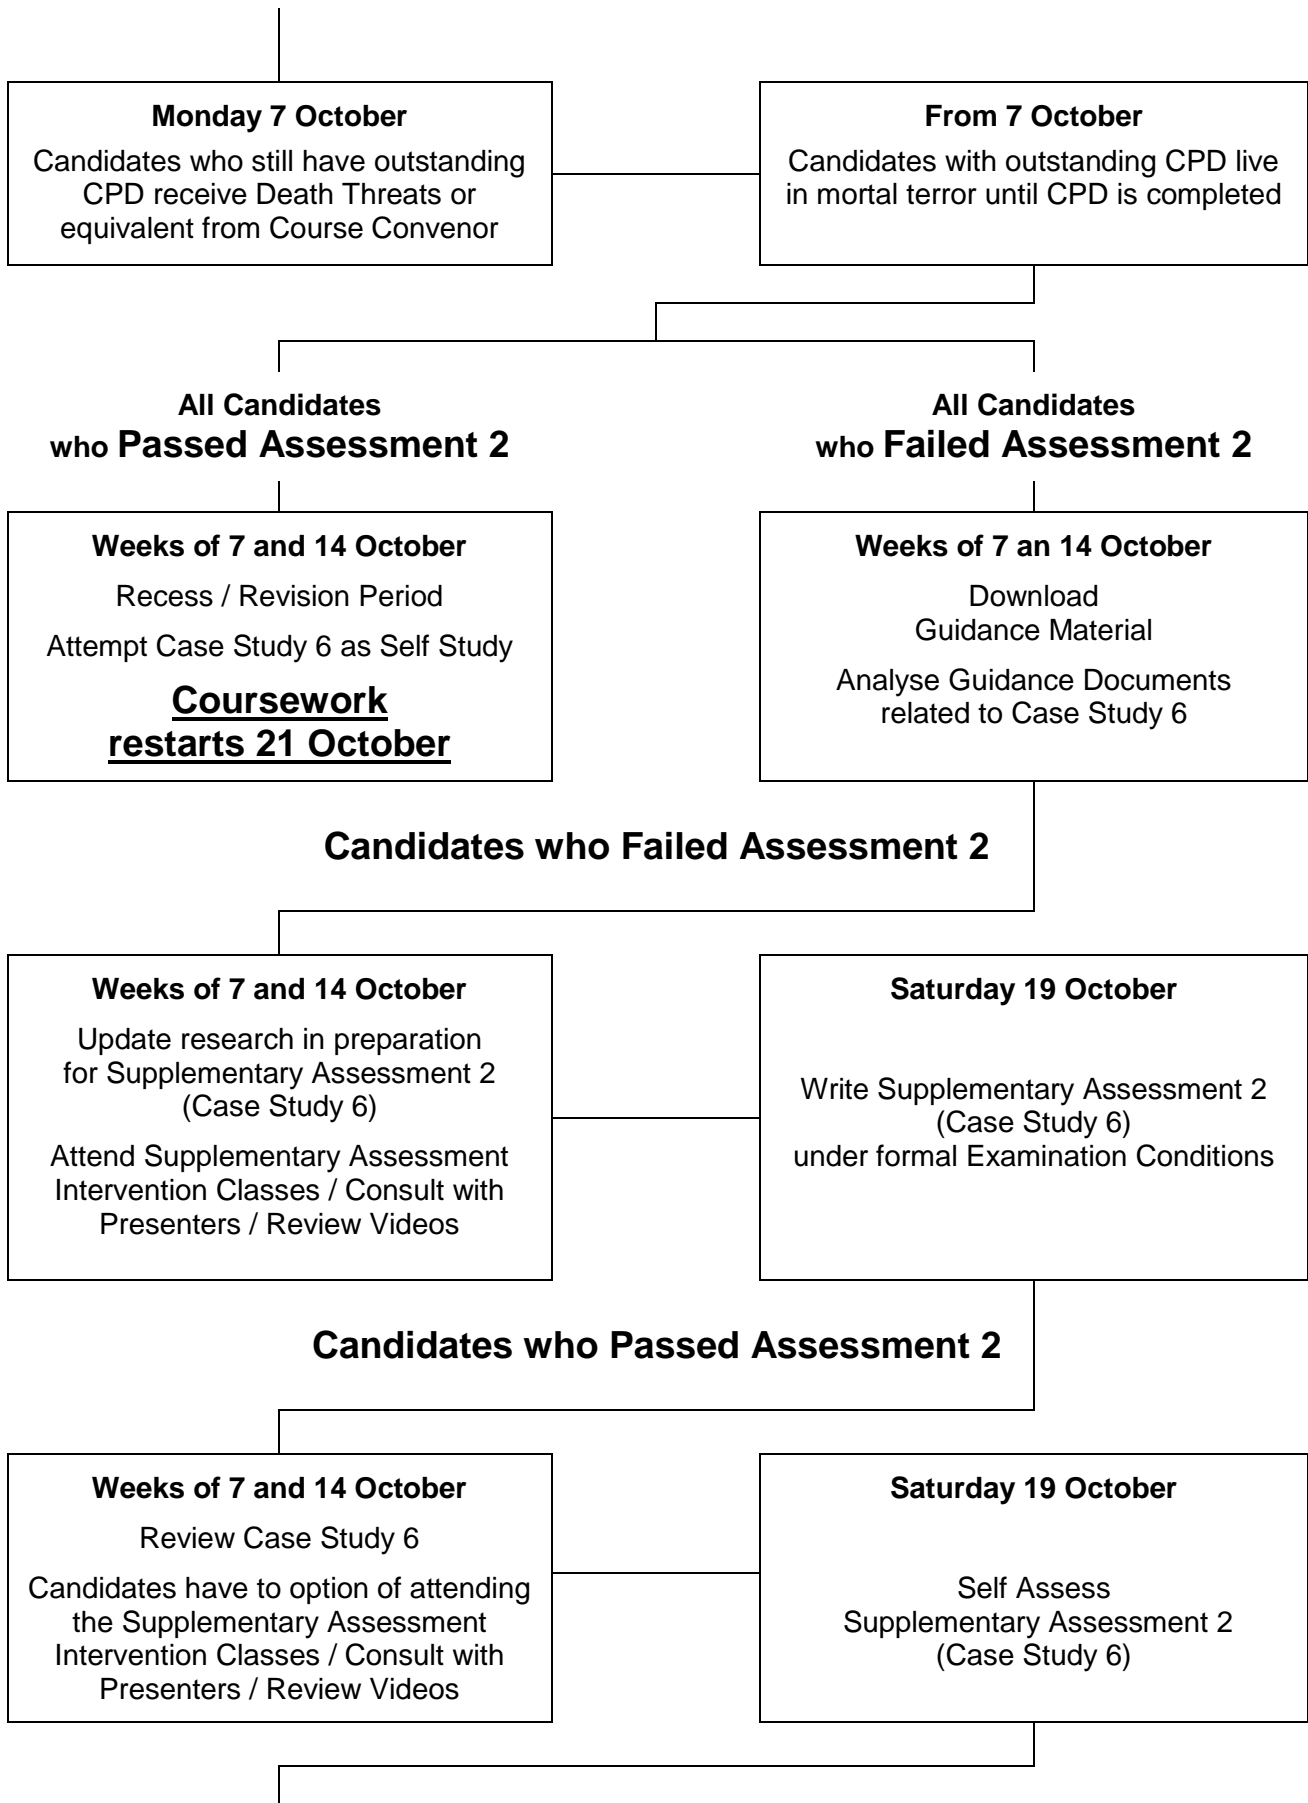 Monday 7 October
Candidates who still have outstanding
CPD receive Death Threats or
equivalent from Course Convenor
From 7 October
Candidates with outstanding CPD live
in mortal terror until CPD is completed
All Candidates
who Passed Assessment 2
All Candidates
who Failed Assessment 2
Weeks of 7 and 14 October
Recess / Revision Period
Attempt Case Study 6 as Self Study
Coursework
restarts 21 October
Weeks of 7 an 14 October
Download
Guidance Material
Analyse Guidance Documents
related to Case Study 6
Candidates who Failed Assessment 2
Weeks of 7 and 14 October
Update research in preparation
for Supplementary Assessment 2
(Case Study 6)
Attend Supplementary Assessment
Intervention Classes / Consult with
Presenters / Review Videos
Saturday 19 October
Write Supplementary Assessment 2
(Case Study 6)
under formal Examination Conditions
Candidates who Passed Assessment 2
Weeks of 7 and 14 October
Review Case Study 6
Candidates have to option of attending
the Supplementary Assessment
Intervention Classes / Consult with
Presenters / Review Videos
Saturday 19 October
Self Assess
Supplementary Assessment 2
(Case Study 6)